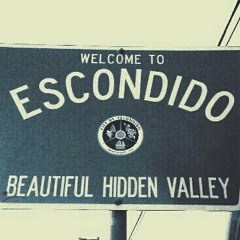 WELCOME TO
ESCONDIDO
BEAUTIFUL HIDDEN VALLEY